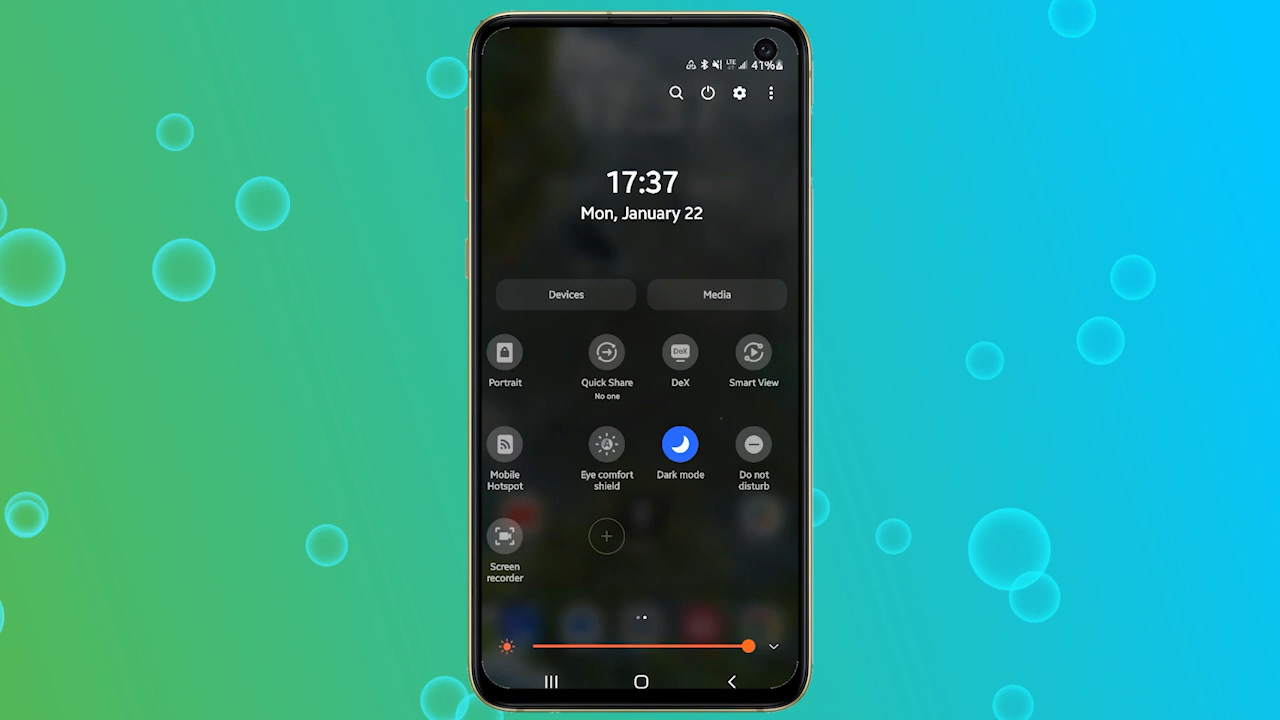 LTE 41%
17:37
Mon, January 22
Devices Media
Portrait Quick Share DeX DeX Smart View
No one
A
Mobile Eye comfort Dark mode Do not
Hotspot shield disturb
Screen
recorder